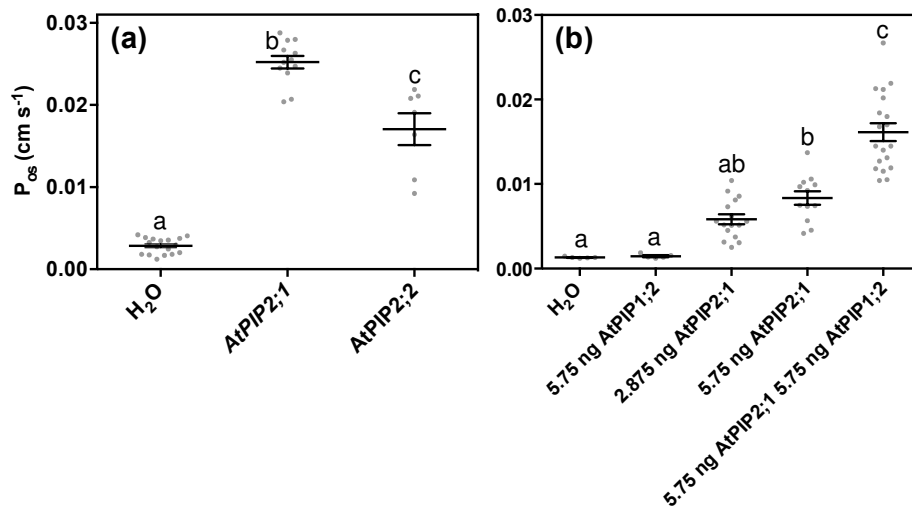 (a)
P_os (cm s⁻¹)
0.03
0.02
0.01
0.00
a
b
c
H₂O
AtPIP2;1
AtPIP2;2
(b)
0.03
0.02
0.01
0.00
a
a
ab
b
c
H₂O
5.75 ng AtPIP1;2
2.875 ng AtPIP2;1
5.75 ng AtPIP2;1
5.75 ng AtPIP2;1 5.75 ng AtPIP1;2